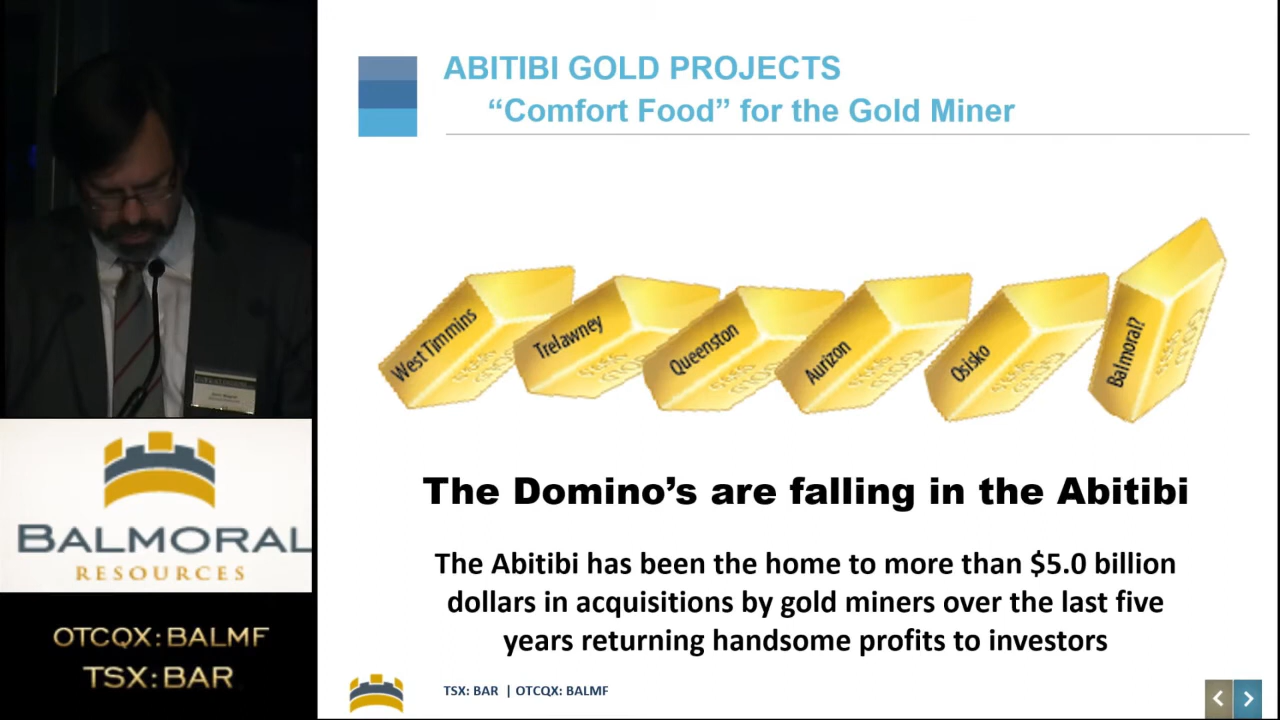 ABITIBI GOLD PROJECTS
“Comfort Food” for the Gold Miner
West Timmins
Trelawney
Queenston
Aurizon
Osisko
Balmoral?
The Domino’s are falling in the Abitibi
The Abitibi has been the home to more than $5.0 billion
dollars in acquisitions by gold miners over the last five
years returning handsome profits to investors
TSX: BAR | OTCQX: BALMF
BALMORAL
RESOURCES
OTCQX:BALMF
TSX:BAR